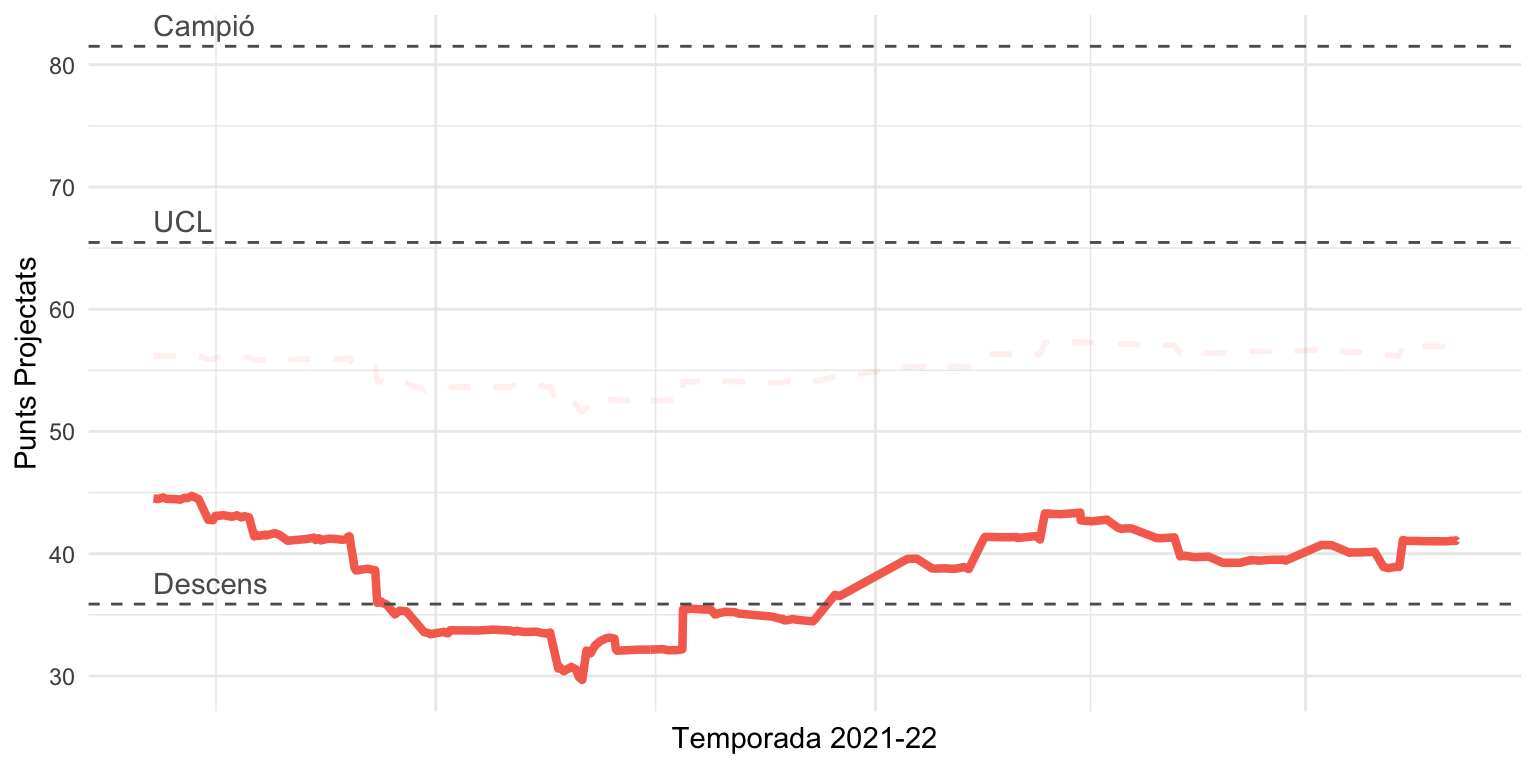 Campió
80
70
UCL
60
50
40
Descens
30
Punts Projectats
Temporada 2021-22